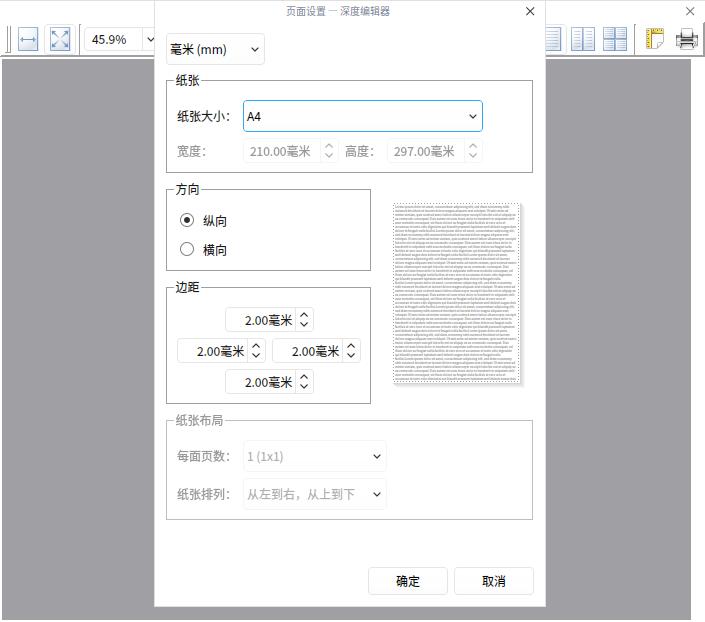 页面设置 — 深度编辑器
45.9%
毫米 (mm)
纸张
纸张大小： A4
宽度： 210.00毫米 高度： 297.00毫米
方向
纵向
横向
边距
2.00毫米
2.00毫米 2.00毫米
2.00毫米
纸张布局
每面页数： 1 (1x1)
纸张排列： 从左到右，从上到下
确定 取消